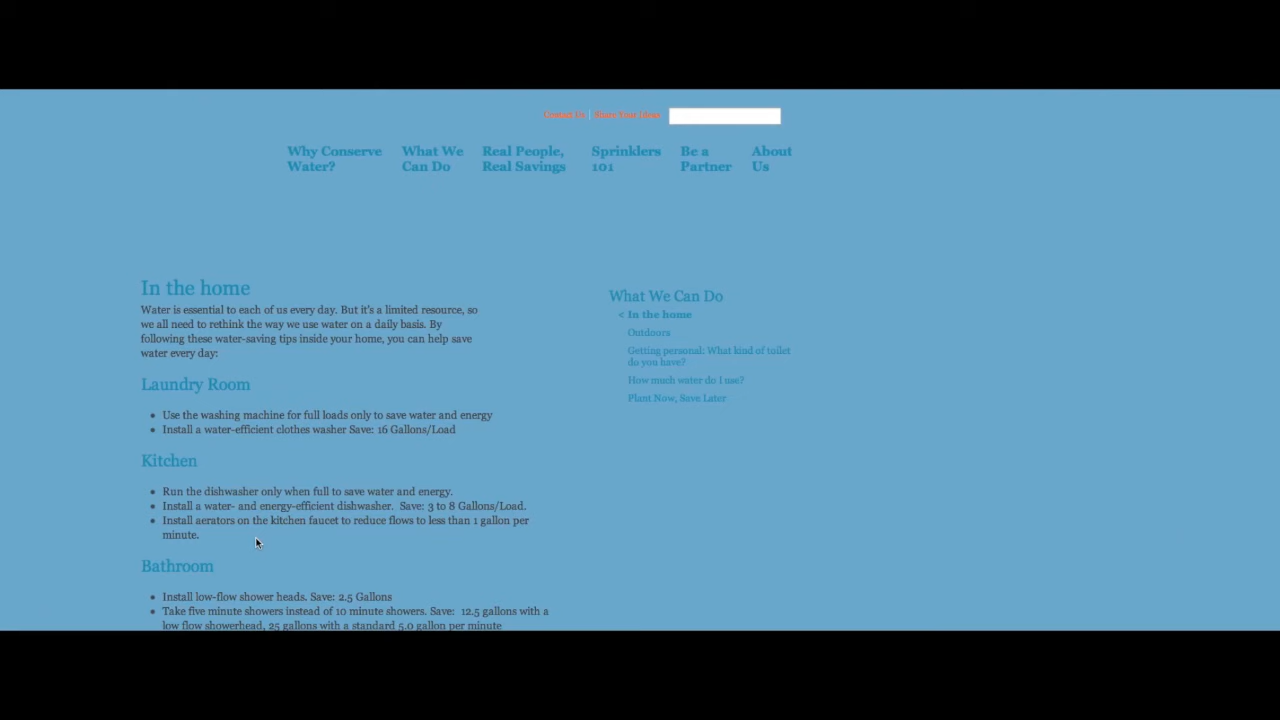 Contact Us | Share Your Ideas
Why Conserve Water?
What We Can Do
Real People, Real Savings
Sprinklers 101
Be a Partner
About Us
In the home
Water is essential to each of us every day. But it's a limited resource, so
we all need to rethink the way we use water on a daily basis. By
following these water-saving tips inside your home, you can help save
water every day:
Laundry Room
• Use the washing machine for full loads only to save water and energy
• Install a water-efficient clothes washer Save: 16 Gallons/Load
Kitchen
• Run the dishwasher only when full to save water and energy.
• Install a water- and energy-efficient dishwasher.  Save: 3 to 8 Gallons/Load.
• Install aerators on the kitchen faucet to reduce flows to less than 1 gallon per
minute.
Bathroom
• Install low-flow shower heads. Save: 2.5 Gallons
• Take five minute showers instead of 10 minute showers. Save:  12.5 gallons with a
low flow showerhead, 25 gallons with a standard 5.0 gallon per minute
What We Can Do
< In the home
Outdoors
Getting personal: What kind of toilet
do you have?
How much water do I use?
Plant Now, Save Later